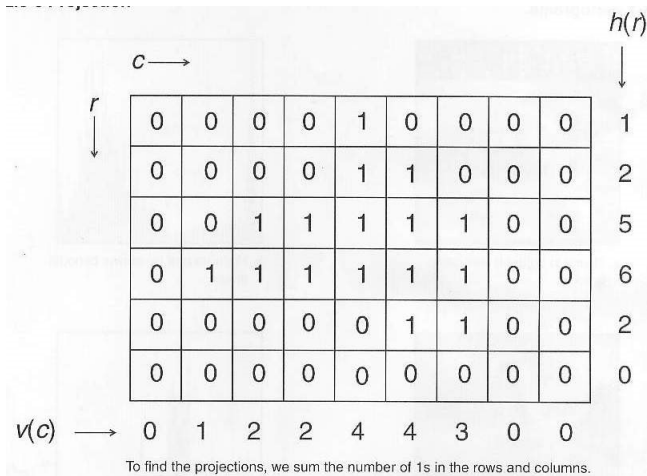 h(r)
c
r
0 0 0 0 1 0 0 0 0 1
0 0 0 0 1 1 0 0 0 2
0 0 1 1 1 1 1 0 0 5
0 1 1 1 1 1 1 0 0 6
0 0 0 0 0 1 1 0 0 2
0 0 0 0 0 0 0 0 0 0
v(c) 0 1 2 2 4 4 3 0 0
To find the projections, we sum the number of 1s in the rows and columns.